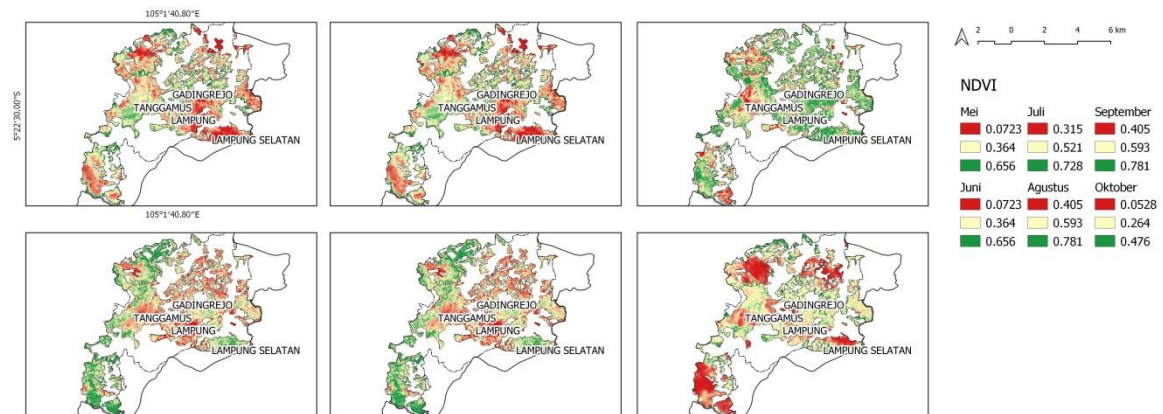 105°1'40.80"E
5°22'30.00"S
GADINGREJO
TANGGAMUS
LAMPUNG
LAMPUNG SELATAN
GADINGREJO
TANGGAMUS
LAMPUNG
LAMPUNG SELATAN
GADINGREJO
TANGGAMUS
LAMPUNG
LAMPUNG SELATAN
105°1'40.80"E
GADINGREJO
TANGGAMUS
LAMPUNG
LAMPUNG SELATAN
GADINGREJO
TANGGAMUS
LAMPUNG
LAMPUNG SELATAN
GADINGREJO
TANGGAMUS
LAMPUNG
LAMPUNG SELATAN
2 0 2 4 6 km
NDVI
Mei Juli September
0.0723 0.315 0.405
0.364 0.521 0.593
0.656 0.728 0.781
Juni Agustus Oktober
0.0723 0.405 0.0528
0.364 0.593 0.264
0.656 0.781 0.476